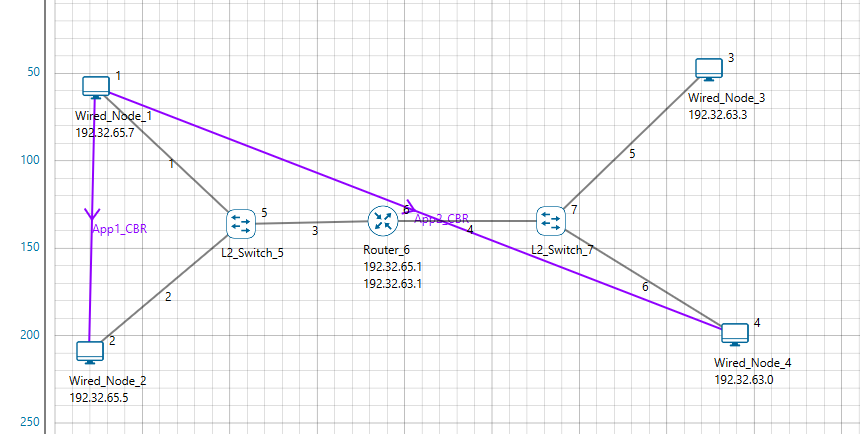 50
100
150
200
250
1
Wired_Node_1
192.32.65.7
3
Wired_Node_3
192.32.63.3
1
5
App1_CBR
5
L2_Switch_5
3
6
App2_CBR
4
Router_6
192.32.65.1
192.32.63.1
7
L2_Switch_7
2
6
2
Wired_Node_2
192.32.65.5
4
Wired_Node_4
192.32.63.0